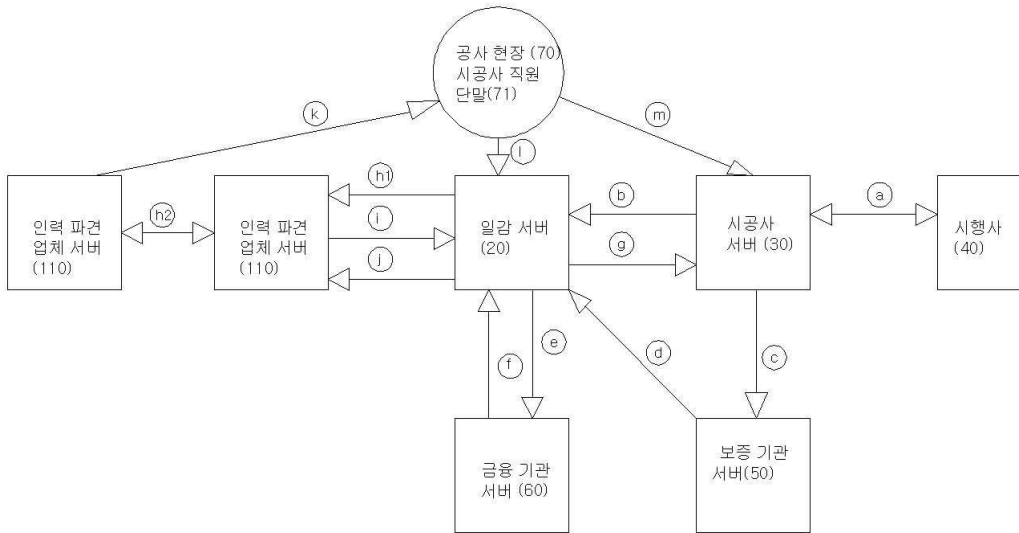 공사 현장 (70)
시공사 직원
단말(71)
k
m
l
h1
b
a
인력 파견
업체 서버
(110)
h2
인력 파견
업체 서버
(110)
i
j
일감 서버
(20)
g
시공사
서버 (30)
시행사
(40)
f
e
d
c
금융 기관
서버 (60)
보증 기관
서버(50)